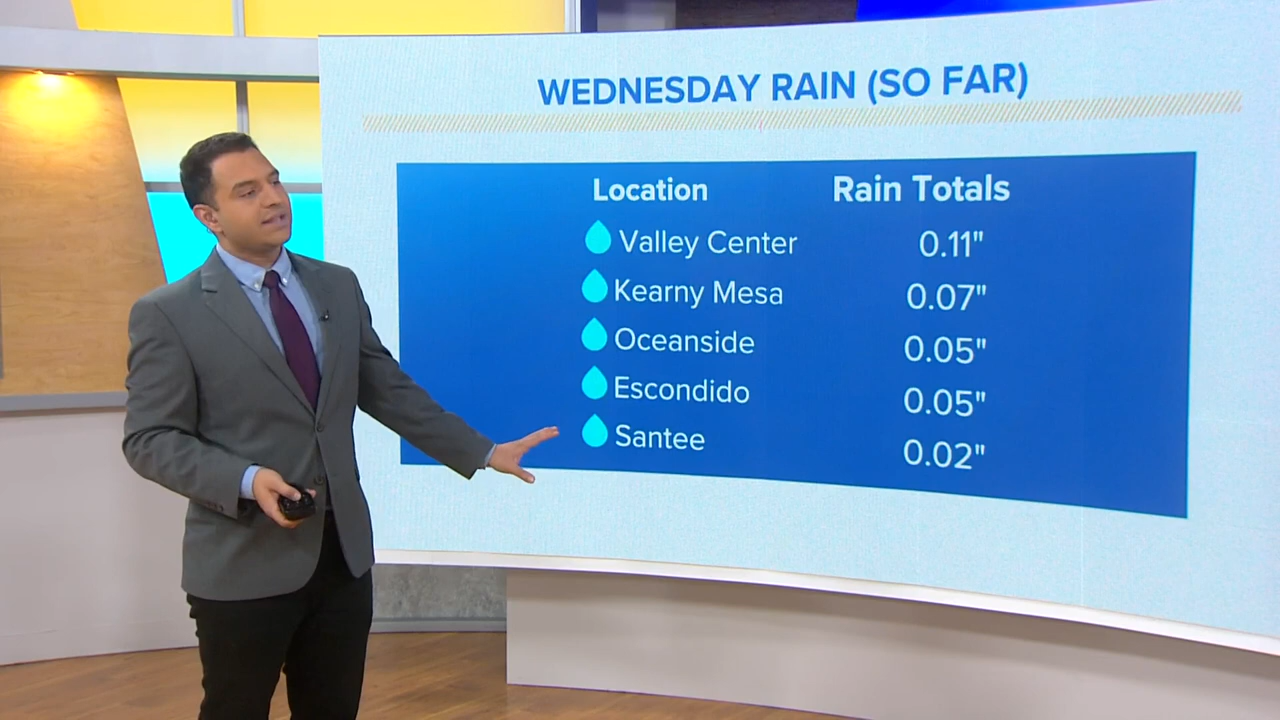 WEDNESDAY RAIN (SO FAR)
Location Rain Totals
Valley Center 0.11"
Kearny Mesa 0.07"
Oceanside 0.05"
Escondido 0.05"
Santee 0.02"